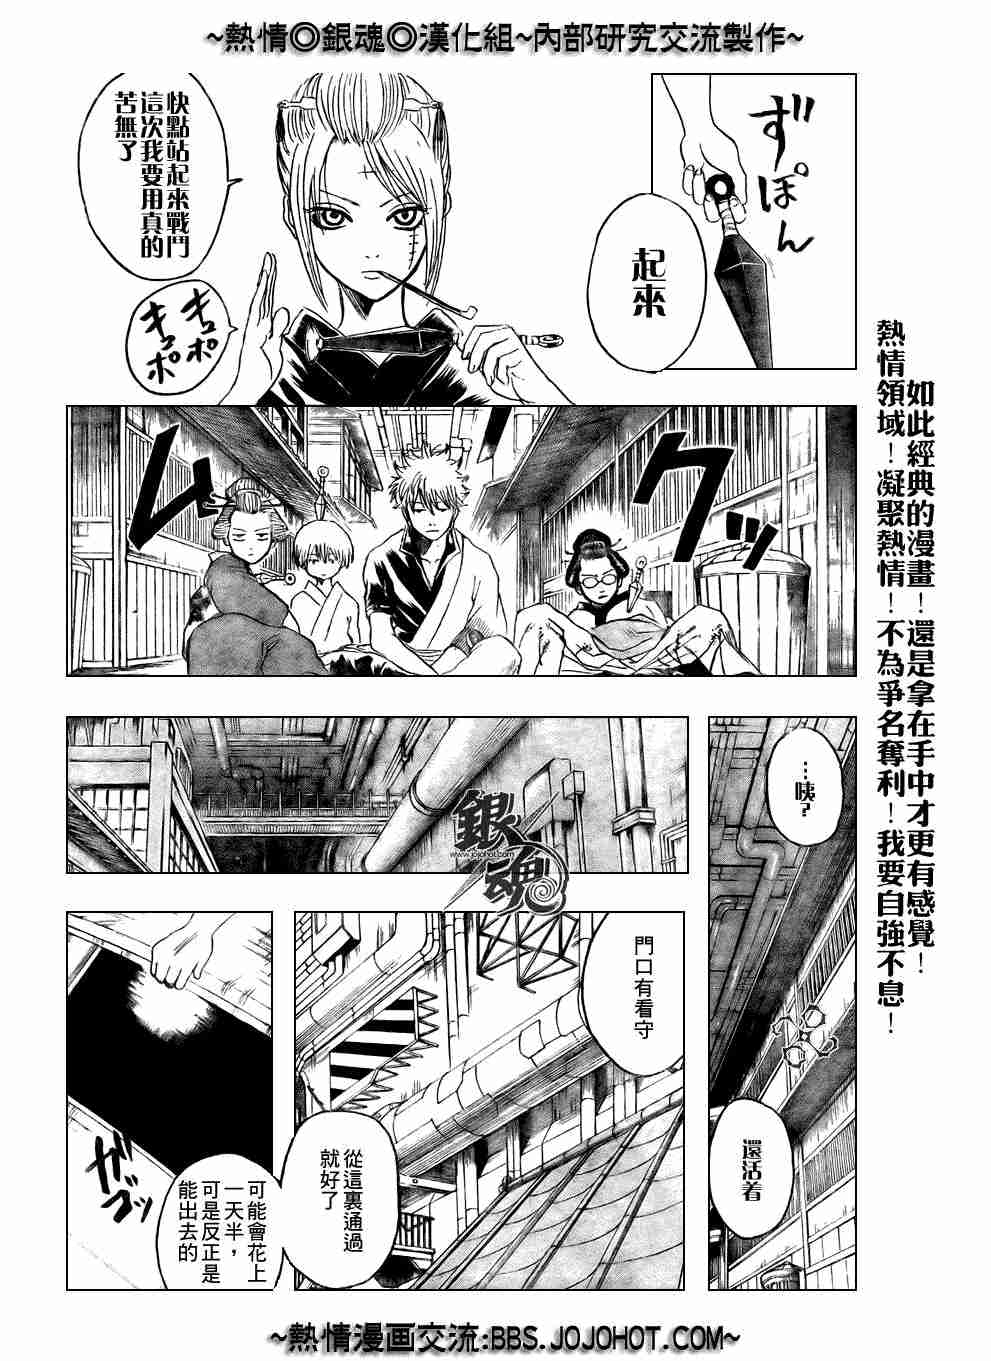 ~熱情◎銀魂◎漢化組~內部研究交流製作~
ずぽん
起來
快點站起來戰鬥
這次我要用真的
苦無了
キュポ
キュポ
ムクッ
…咦?
還活着
銀魂
www.jojohot.com
門口有看守
從這裏通過
就好了
ガゴッ
可能會花上
一天半，
可是反正是
能出去的
如此經典的漫畫！還是拿在手中才更有感覺！
熱情領域！凝聚熱情！不為爭名奪利！我要自強不息！
~熱情漫画交流:BBS.JOJOHOT.COM~